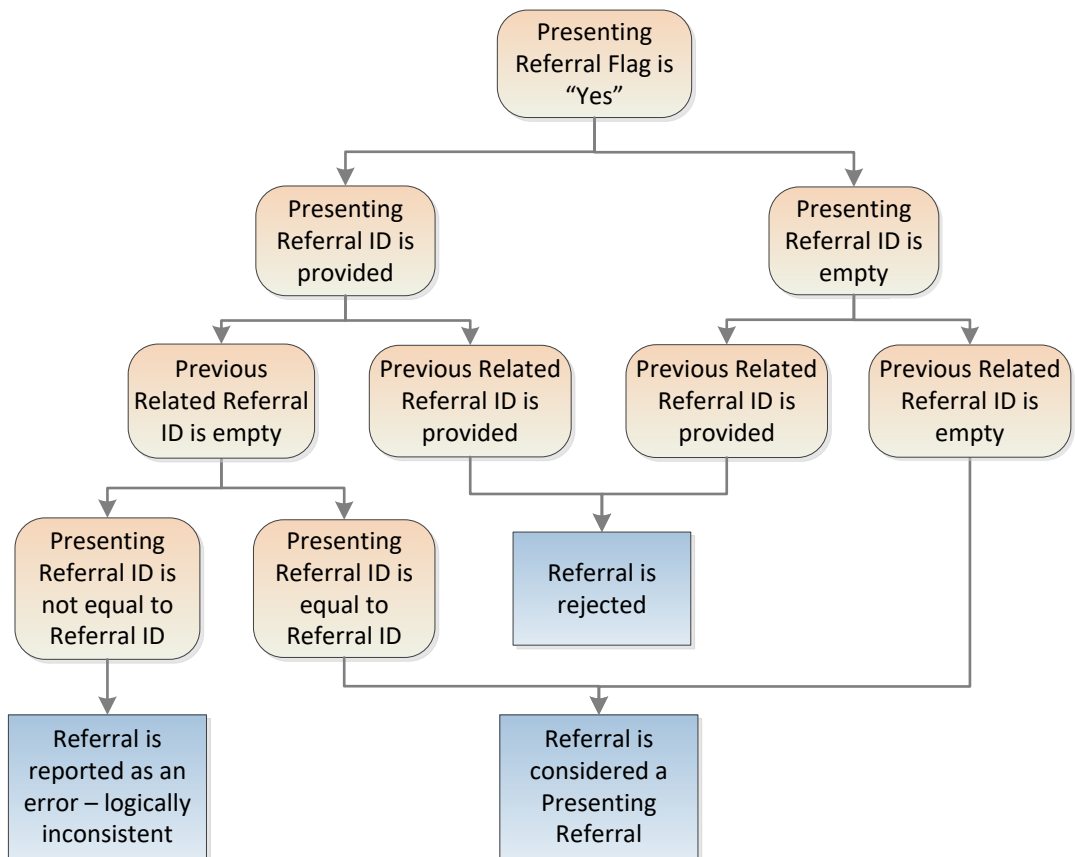 Presenting
Referral Flag is
“Yes”
Presenting
Referral ID is
provided
Presenting
Referral ID is
empty
Previous
Related Referral
ID is empty
Previous Related
Referral ID is
provided
Previous Related
Referral ID is
provided
Previous Related
Referral ID is
empty
Presenting
Referral ID is
not equal to
Referral ID
Presenting
Referral ID is
equal to
Referral ID
Referral is
rejected
Referral is
reported as an
error – logically
inconsistent
Referral is
considered a
Presenting
Referral